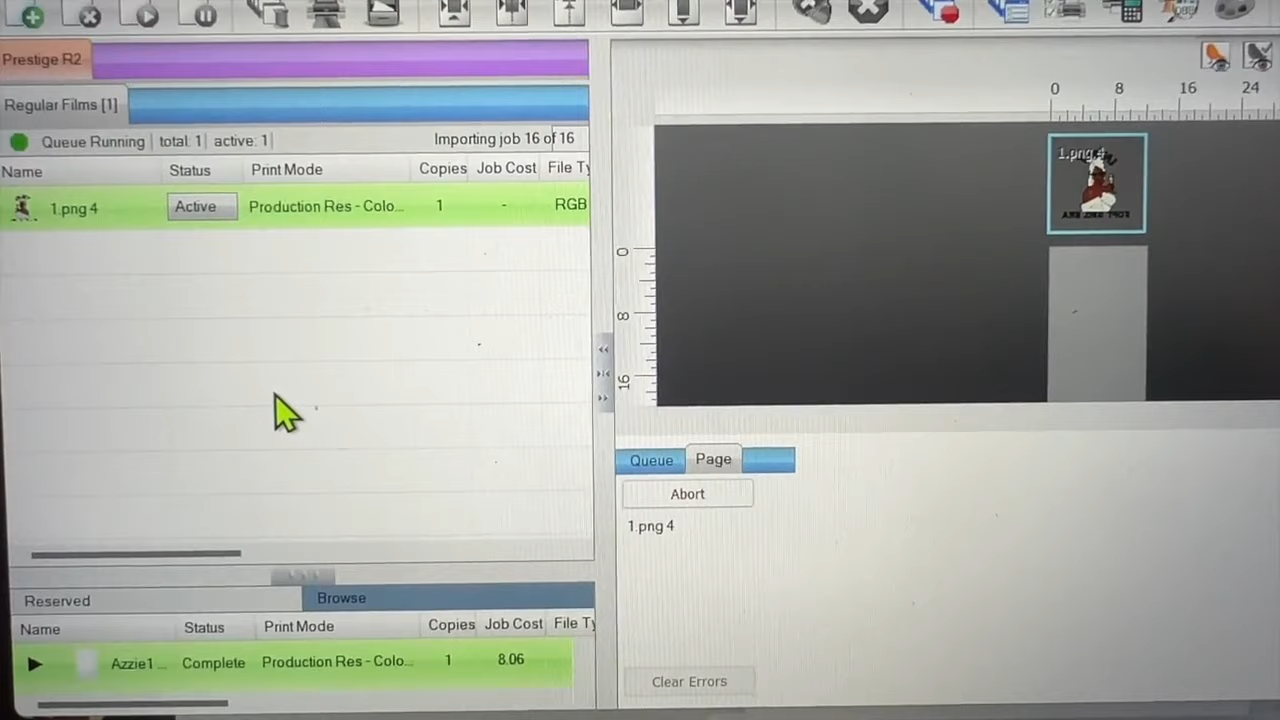 Prestige R2
Regular Films [1]
Queue Running total: 1 active: 1 Importing job 16 of 16
Name Status Print Mode Copies Job Cost File Ty
1.png 4 Active Production Res - Colo... 1 - RGB
Reserved Browse
Name Status Print Mode Copies Job Cost File Ty
Azzie1 ... Complete Production Res - Colo... 1 8.06
0 8 16 24
1.png 4
0
8
16
Queue Page
Abort
1.png 4
Clear Errors